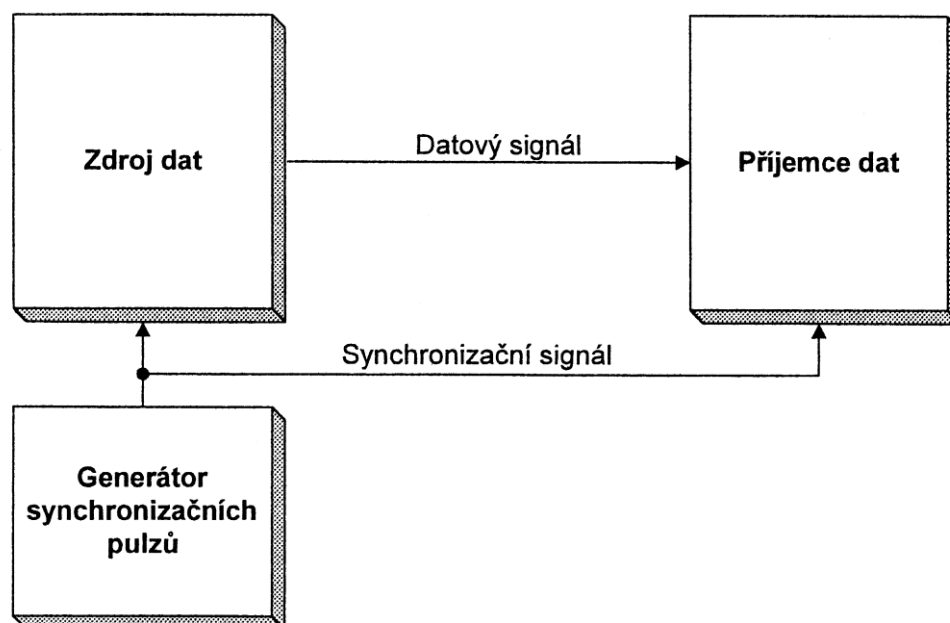 Zdroj dat
Datový signál
Příjemce dat
Synchronizační signál
Generátor
synchronizačních
pulzů